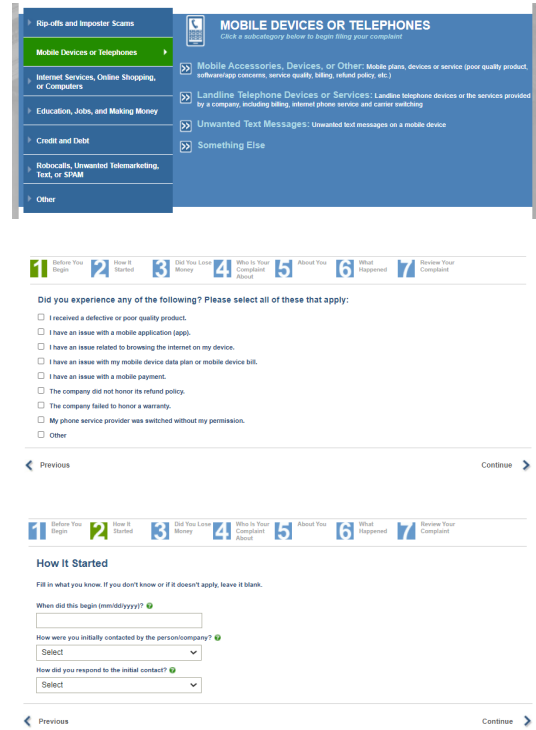 Rip-offs and Imposter Scams
Mobile Devices or Telephones
Internet Services, Online Shopping,
or Computers
Education, Jobs, and Making Money
Credit and Debt
Robocalls, Unwanted Telemarketing,
Text, or SPAM
Other
MOBILE DEVICES OR TELEPHONES
Click a subcategory below to begin filing your complaint
Mobile Accessories, Devices, or Other: Mobile plans, devices or service (poor quality product,
software/app concerns, service quality, billing, refund policy, etc.)
Landline Telephone Devices or Services: Landline telephone devices or the services provided
by a company, including billing, internet phone service and carrier switching
Unwanted Text Messages: Unwanted text messages on a mobile device
Something Else
1 Before You Begin
2 How It Started
3 Did You Lose Money
4 Who Is Your Complaint About
5 About You
6 What Happened
7 Review Your Complaint
Did you experience any of the following? Please select all of these that apply:
I received a defective or poor quality product.
I have an issue with a mobile application (app).
I have an issue related to browsing the internet on my device.
I have an issue with my mobile device data plan or mobile device bill.
I have an issue with a mobile payment.
The company did not honor its refund policy.
The company failed to honor a warranty.
My phone service provider was switched without my permission.
Other
Previous
Continue
1 Before You Begin
2 How It Started
3 Did You Lose Money
4 Who Is Your Complaint About
5 About You
6 What Happened
7 Review Your Complaint
How It Started
Fill in what you know. If you don't know or if it doesn't apply, leave it blank.
When did this begin (mm/dd/yyyy)? ?
How were you initially contacted by the person/company? ?
Select
How did you respond to the initial contact? ?
Select
Previous
Continue